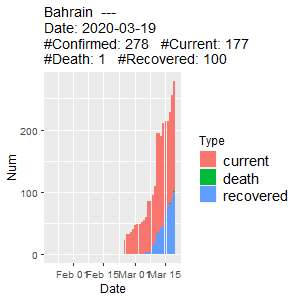 Bahrain ---
Date: 2020-03-19
#Confirmed: 278 #Current: 177
#Death: 1 #Recovered: 100
Num
200
100
0
Feb 01 Feb 15 Mar 01 Mar 15
Date
Type
current
death
recovered